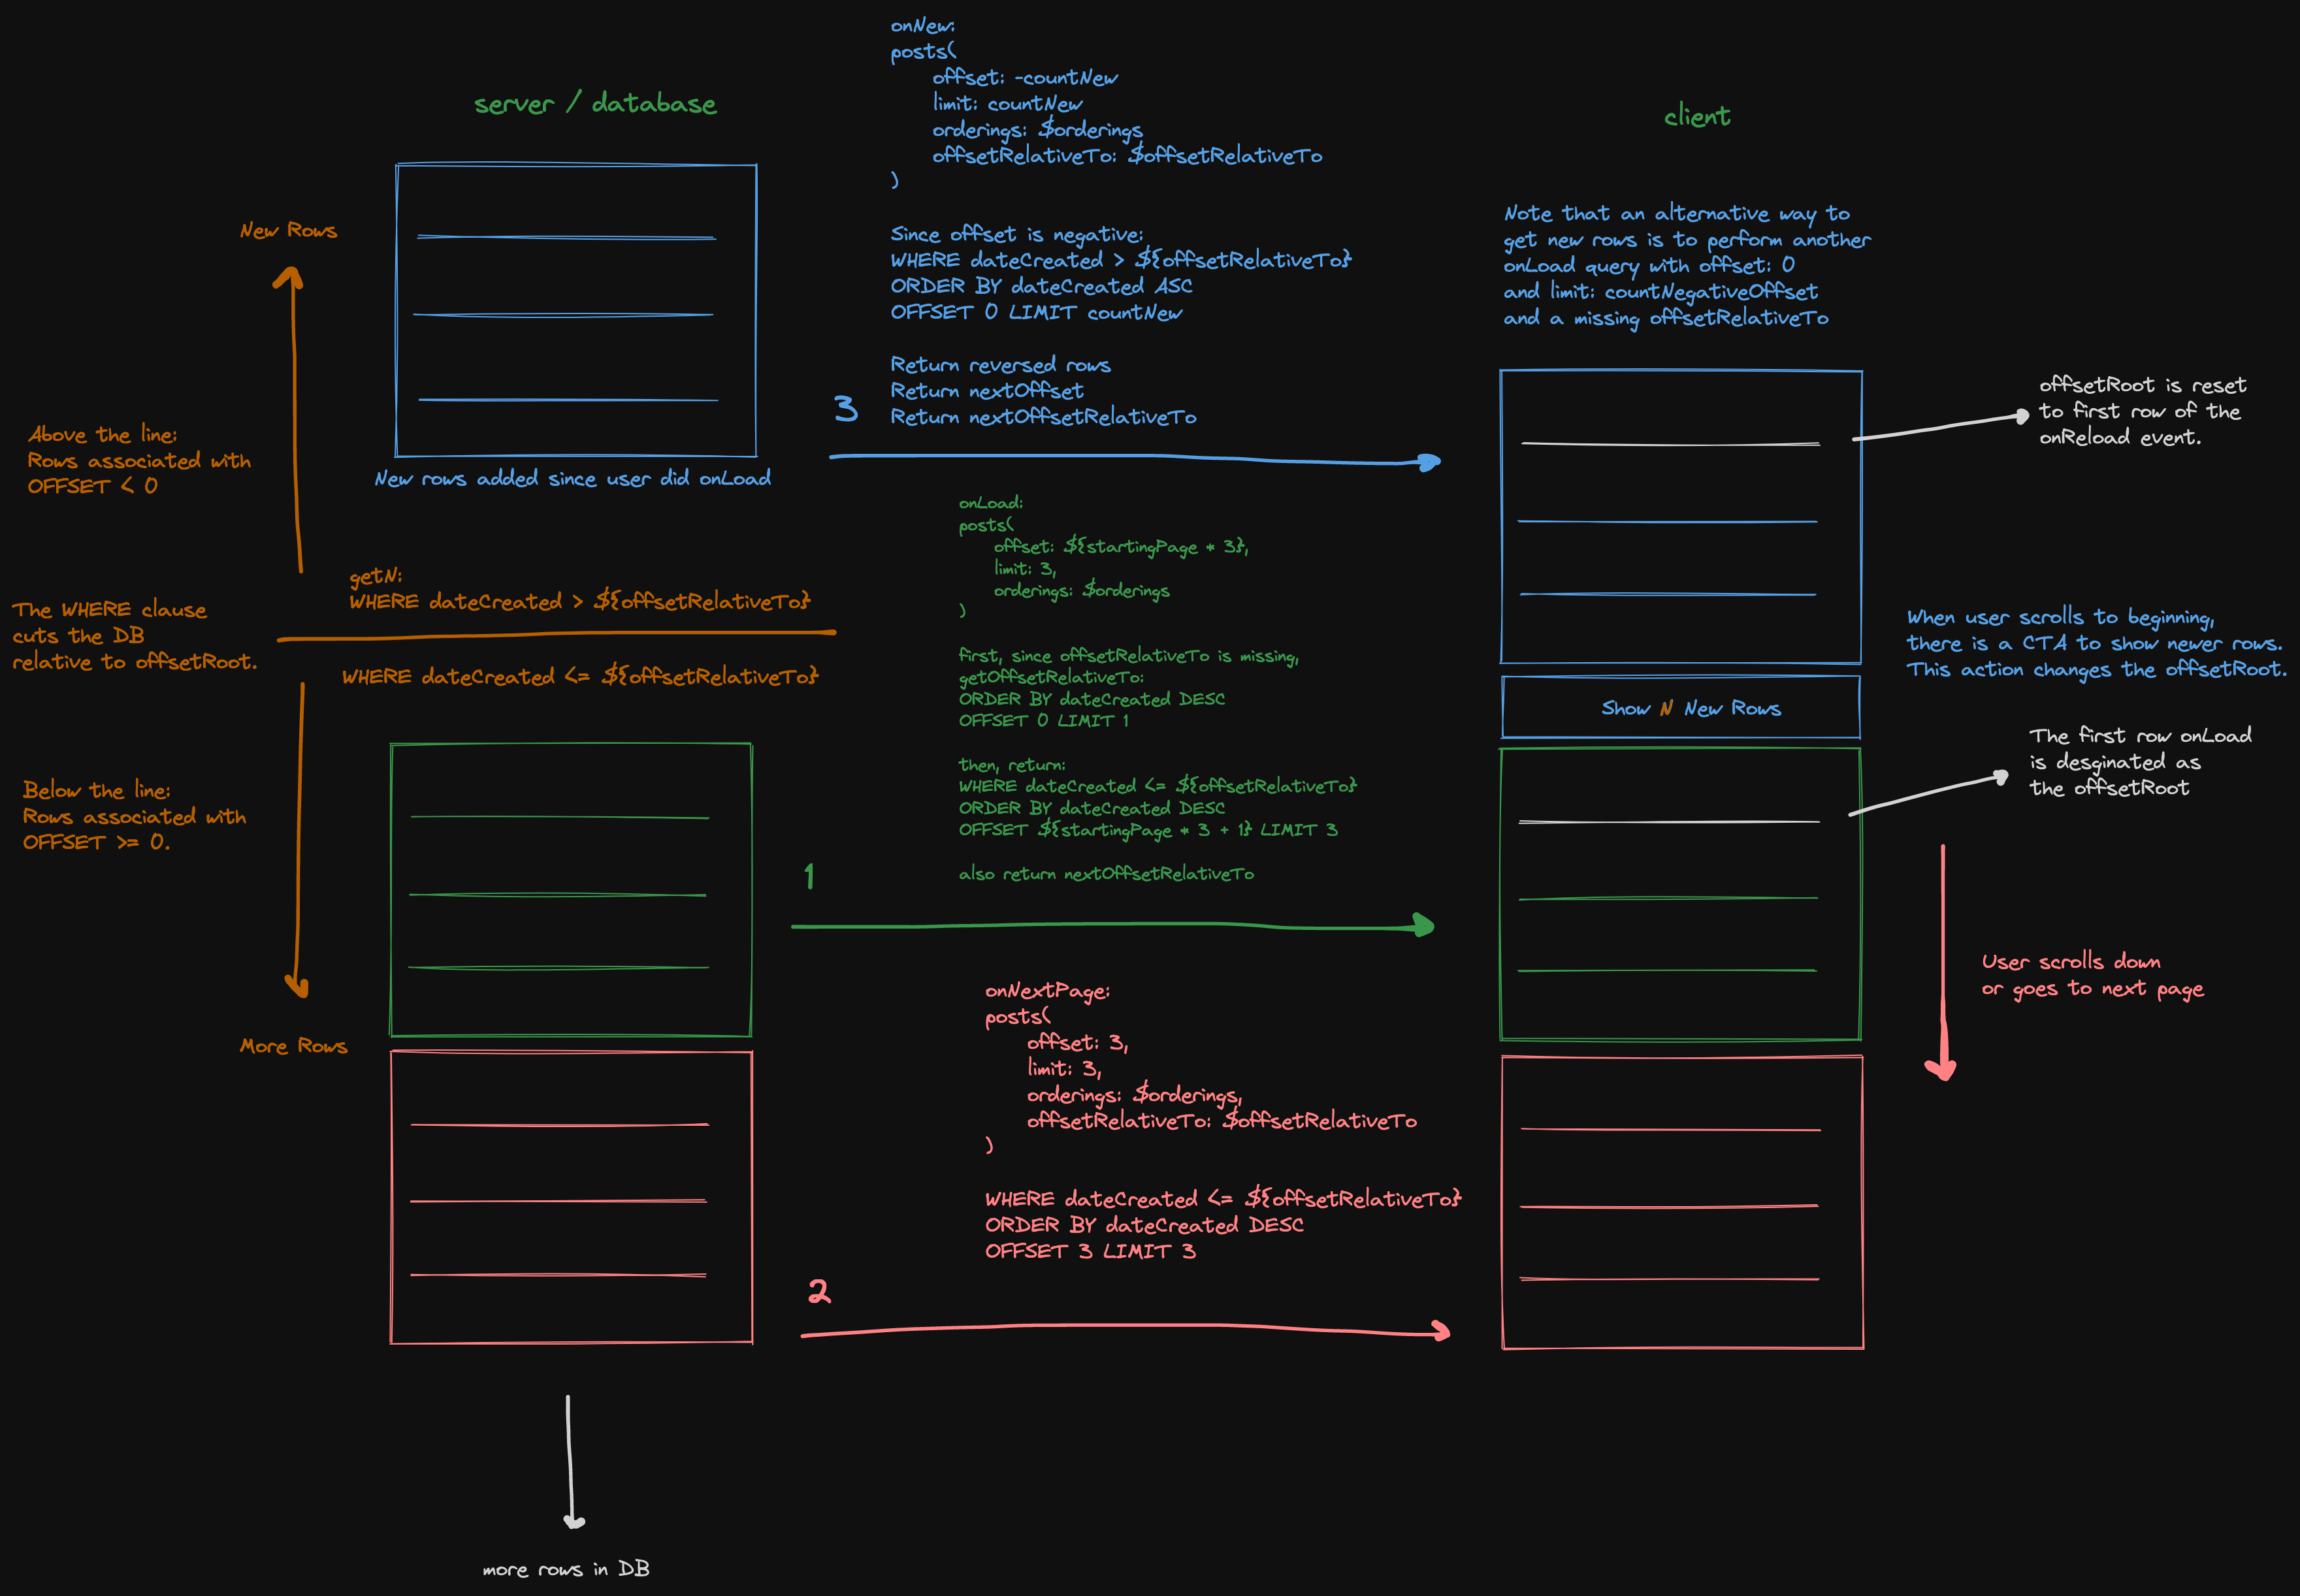 server / database
client
New Rows
Above the line:
Rows associated with
OFFSET < 0
The WHERE clause
cuts the DB
relative to offsetRoot.
Below the line:
Rows associated with
OFFSET >= 0.
More Rows
New rows added since user did onLoad
getN:
WHERE dateCreated > ${offsetRelativeTo}
WHERE dateCreated <= ${offsetRelativeTo}
more rows in DB
onNew:
posts(
offset: -countNew
limit: countNew
orderings: $orderings
offsetRelativeTo: $offsetRelativeTo
)
Since offset is negative:
WHERE dateCreated > ${offsetRelativeTo}
ORDER BY dateCreated ASC
OFFSET 0 LIMIT countNew
Return reversed rows
Return nextOffset
Return nextOffsetRelativeTo
3
onLoad:
posts(
offset: ${startingPage * 3},
limit: 3,
orderings: $orderings
)
first, since offsetRelativeTo is missing,
getOffsetRelativeTo:
ORDER BY dateCreated DESC
OFFSET 0 LIMIT 1
then, return:
WHERE dateCreated <= ${offsetRelativeTo}
ORDER BY dateCreated DESC
OFFSET ${startingPage * 3 + 1} LIMIT 3
also return nextOffsetRelativeTo
1
onNextPage:
posts(
offset: 3,
limit: 3,
orderings: $orderings,
offsetRelativeTo: $offsetRelativeTo
)
WHERE dateCreated <= ${offsetRelativeTo}
ORDER BY dateCreated DESC
OFFSET 3 LIMIT 3
2
Note that an alternative way to
get new rows is to perform another
onLoad query with offset: 0
and limit: countNegativeOffset
and a missing offsetRelativeTo
offsetRoot is reset
to first row of the
onReload event.
When user scrolls to beginning,
there is a CTA to show newer rows.
This action changes the offsetRoot.
Show N New Rows
The first row onLoad
is desginated as
the offsetRoot
User scrolls down
or goes to next page